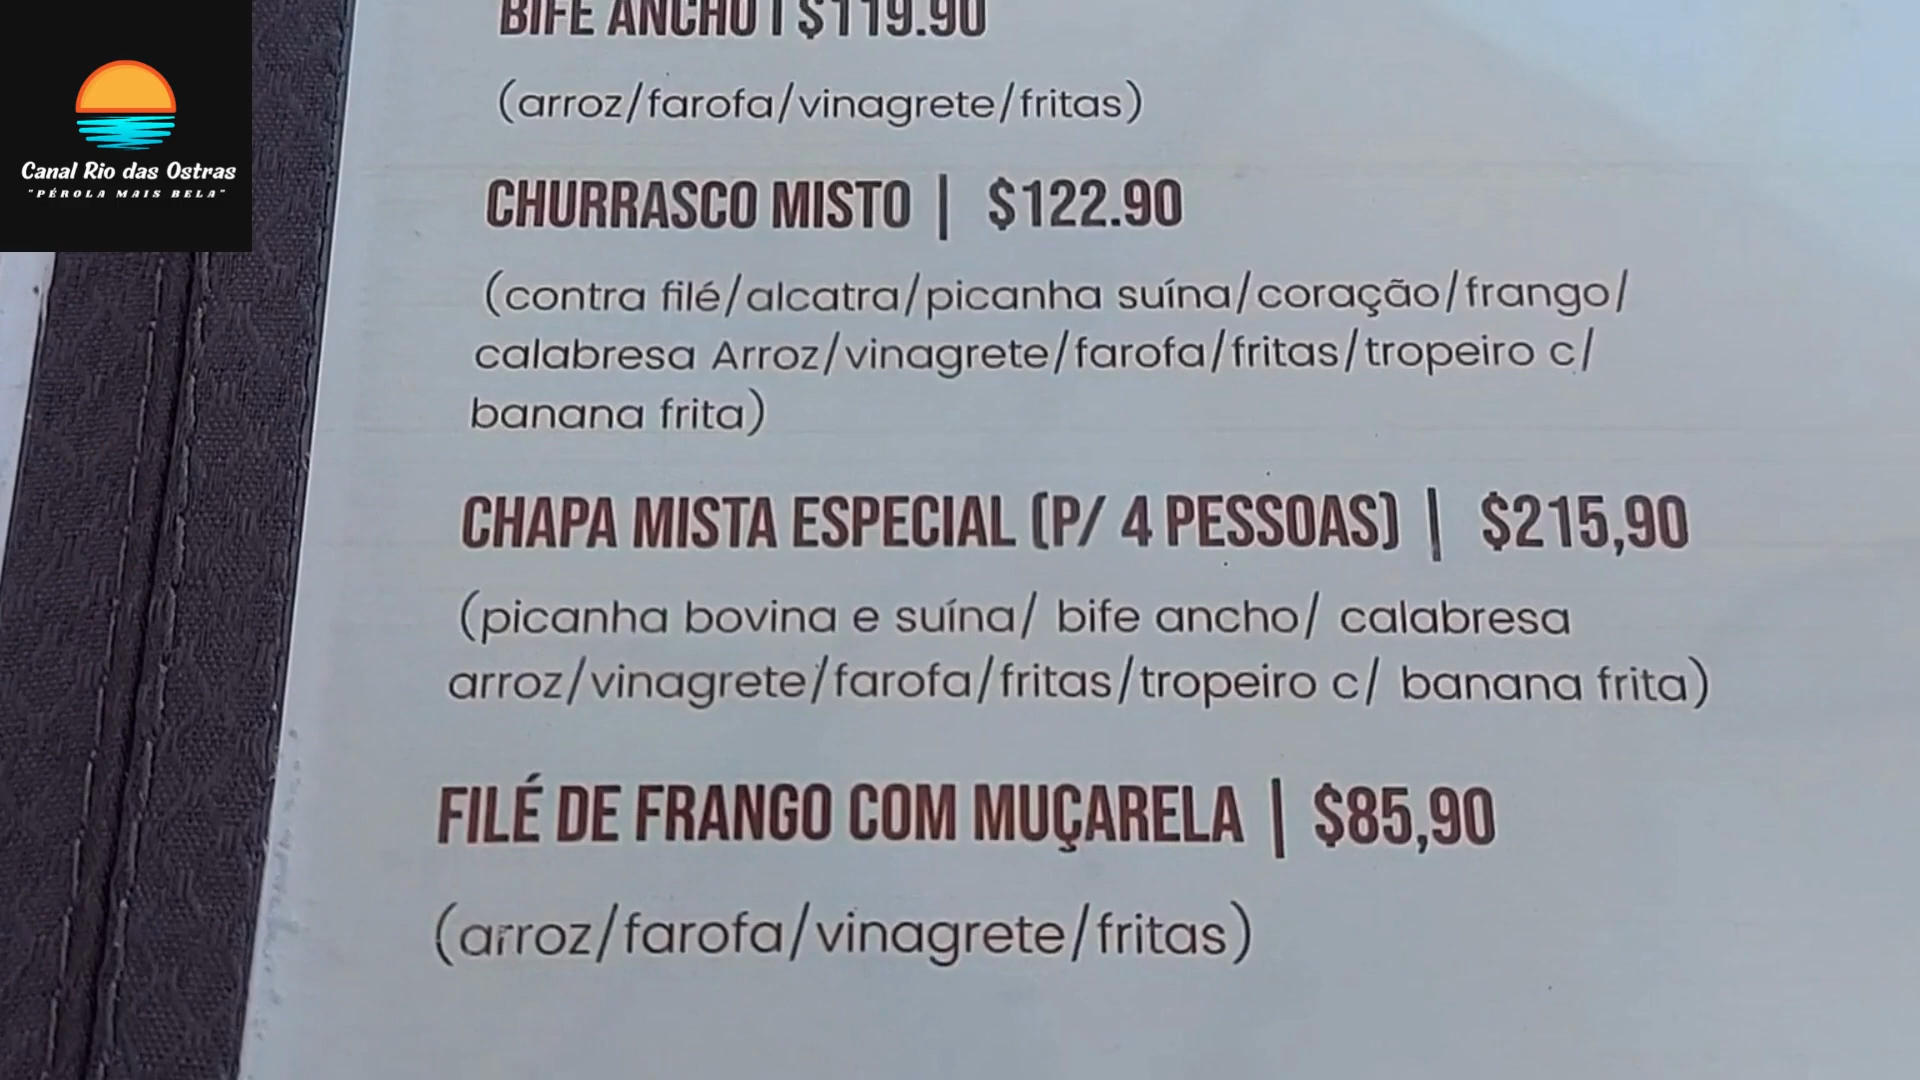 BIFE ANCHO | $119.90
(arroz/farofa/vinagrete/fritas)
CHURRASCO MISTO | $122.90
(contra filé/alcatra/picanha suína/coração/frango/
calabresa Arroz/vinagrete/farofa/fritas/tropeiro c/
banana frita)
CHAPA MISTA ESPECIAL (P/ 4 PESSOAS) | $215,90
(picanha bovina e suína/ bife ancho/ calabresa
arroz/vinagrete/farofa/fritas/tropeiro c/ banana frita)
FILÉ DE FRANGO COM MUÇARELA | $85,90
(arroz/farofa/vinagrete/fritas)
Canal Rio das Ostras
"PÉROLA MAIS BELA"